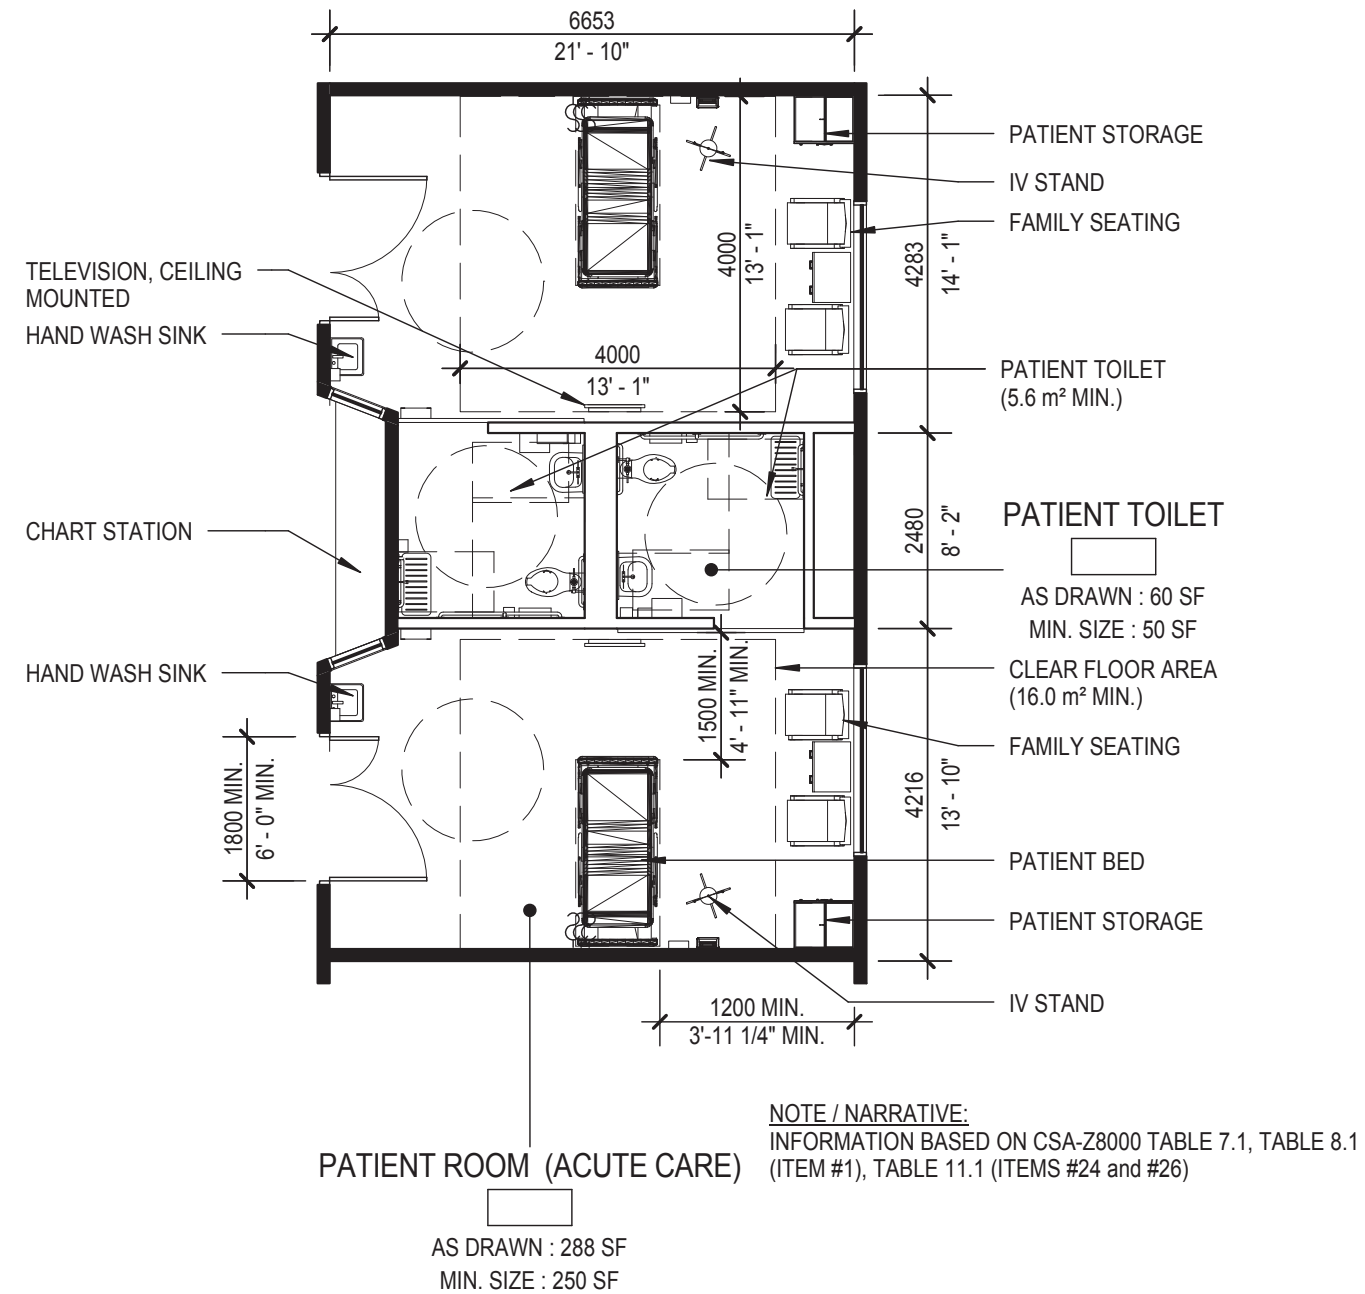 6653
21' - 10"
PATIENT STORAGE
IV STAND
FAMILY SEATING
4000
13' - 1"
4283
14' - 1"
TELEVISION, CEILING
MOUNTED
HAND WASH SINK
4000
13' - 1"
PATIENT TOILET
(5.6 m² MIN.)
CHART STATION
2480
8' - 2"
PATIENT TOILET
AS DRAWN : 60 SF
MIN. SIZE : 50 SF
HAND WASH SINK
CLEAR FLOOR AREA
(16.0 m² MIN.)
1500 MIN.
4' - 11" MIN.
FAMILY SEATING
1800 MIN.
6' - 0" MIN.
4216
13' - 10"
PATIENT BED
PATIENT STORAGE
IV STAND
1200 MIN.
3'-11 1/4" MIN.
NOTE / NARRATIVE:
INFORMATION BASED ON CSA-Z8000 TABLE 7.1, TABLE 8.1
(ITEM #1), TABLE 11.1 (ITEMS #24 and #26)
PATIENT ROOM (ACUTE CARE)
AS DRAWN : 288 SF
MIN. SIZE : 250 SF